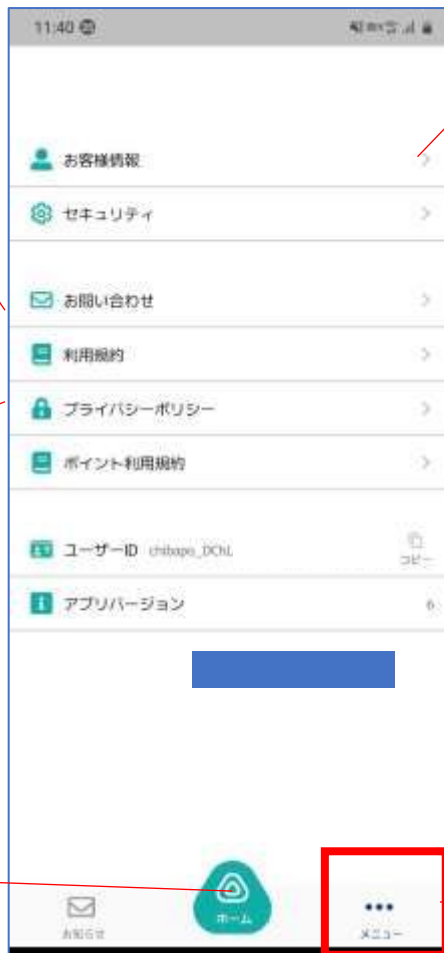 11:40
お客様情報
セキュリティ
お問い合わせ
利用規約
プライバシーポリシー
ポイント利用規約
ユーザーID chibapo_DChL
コピー
アプリバージョン 6
お知らせ
ホーム
メニュー